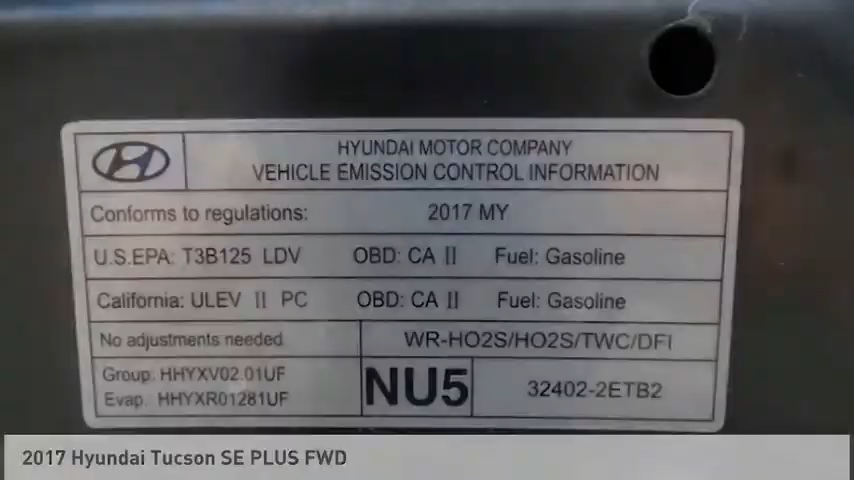 HYUNDAI MOTOR COMPANY
VEHICLE EMISSION CONTROL INFORMATION
Conforms to regulations: 2017 MY
U.S.EPA: T3B125 LDV OBD: CA II Fuel: Gasoline
California: ULEV II PC OBD: CA II Fuel: Gasoline
No adjustments needed WR-HO2S/HO2S/TWC/DFI
Group: HHYXV02.01UF
Evap: HHYXR01281UF
NU5
32402-2ETB2
2017 Hyundai Tucson SE PLUS FWD